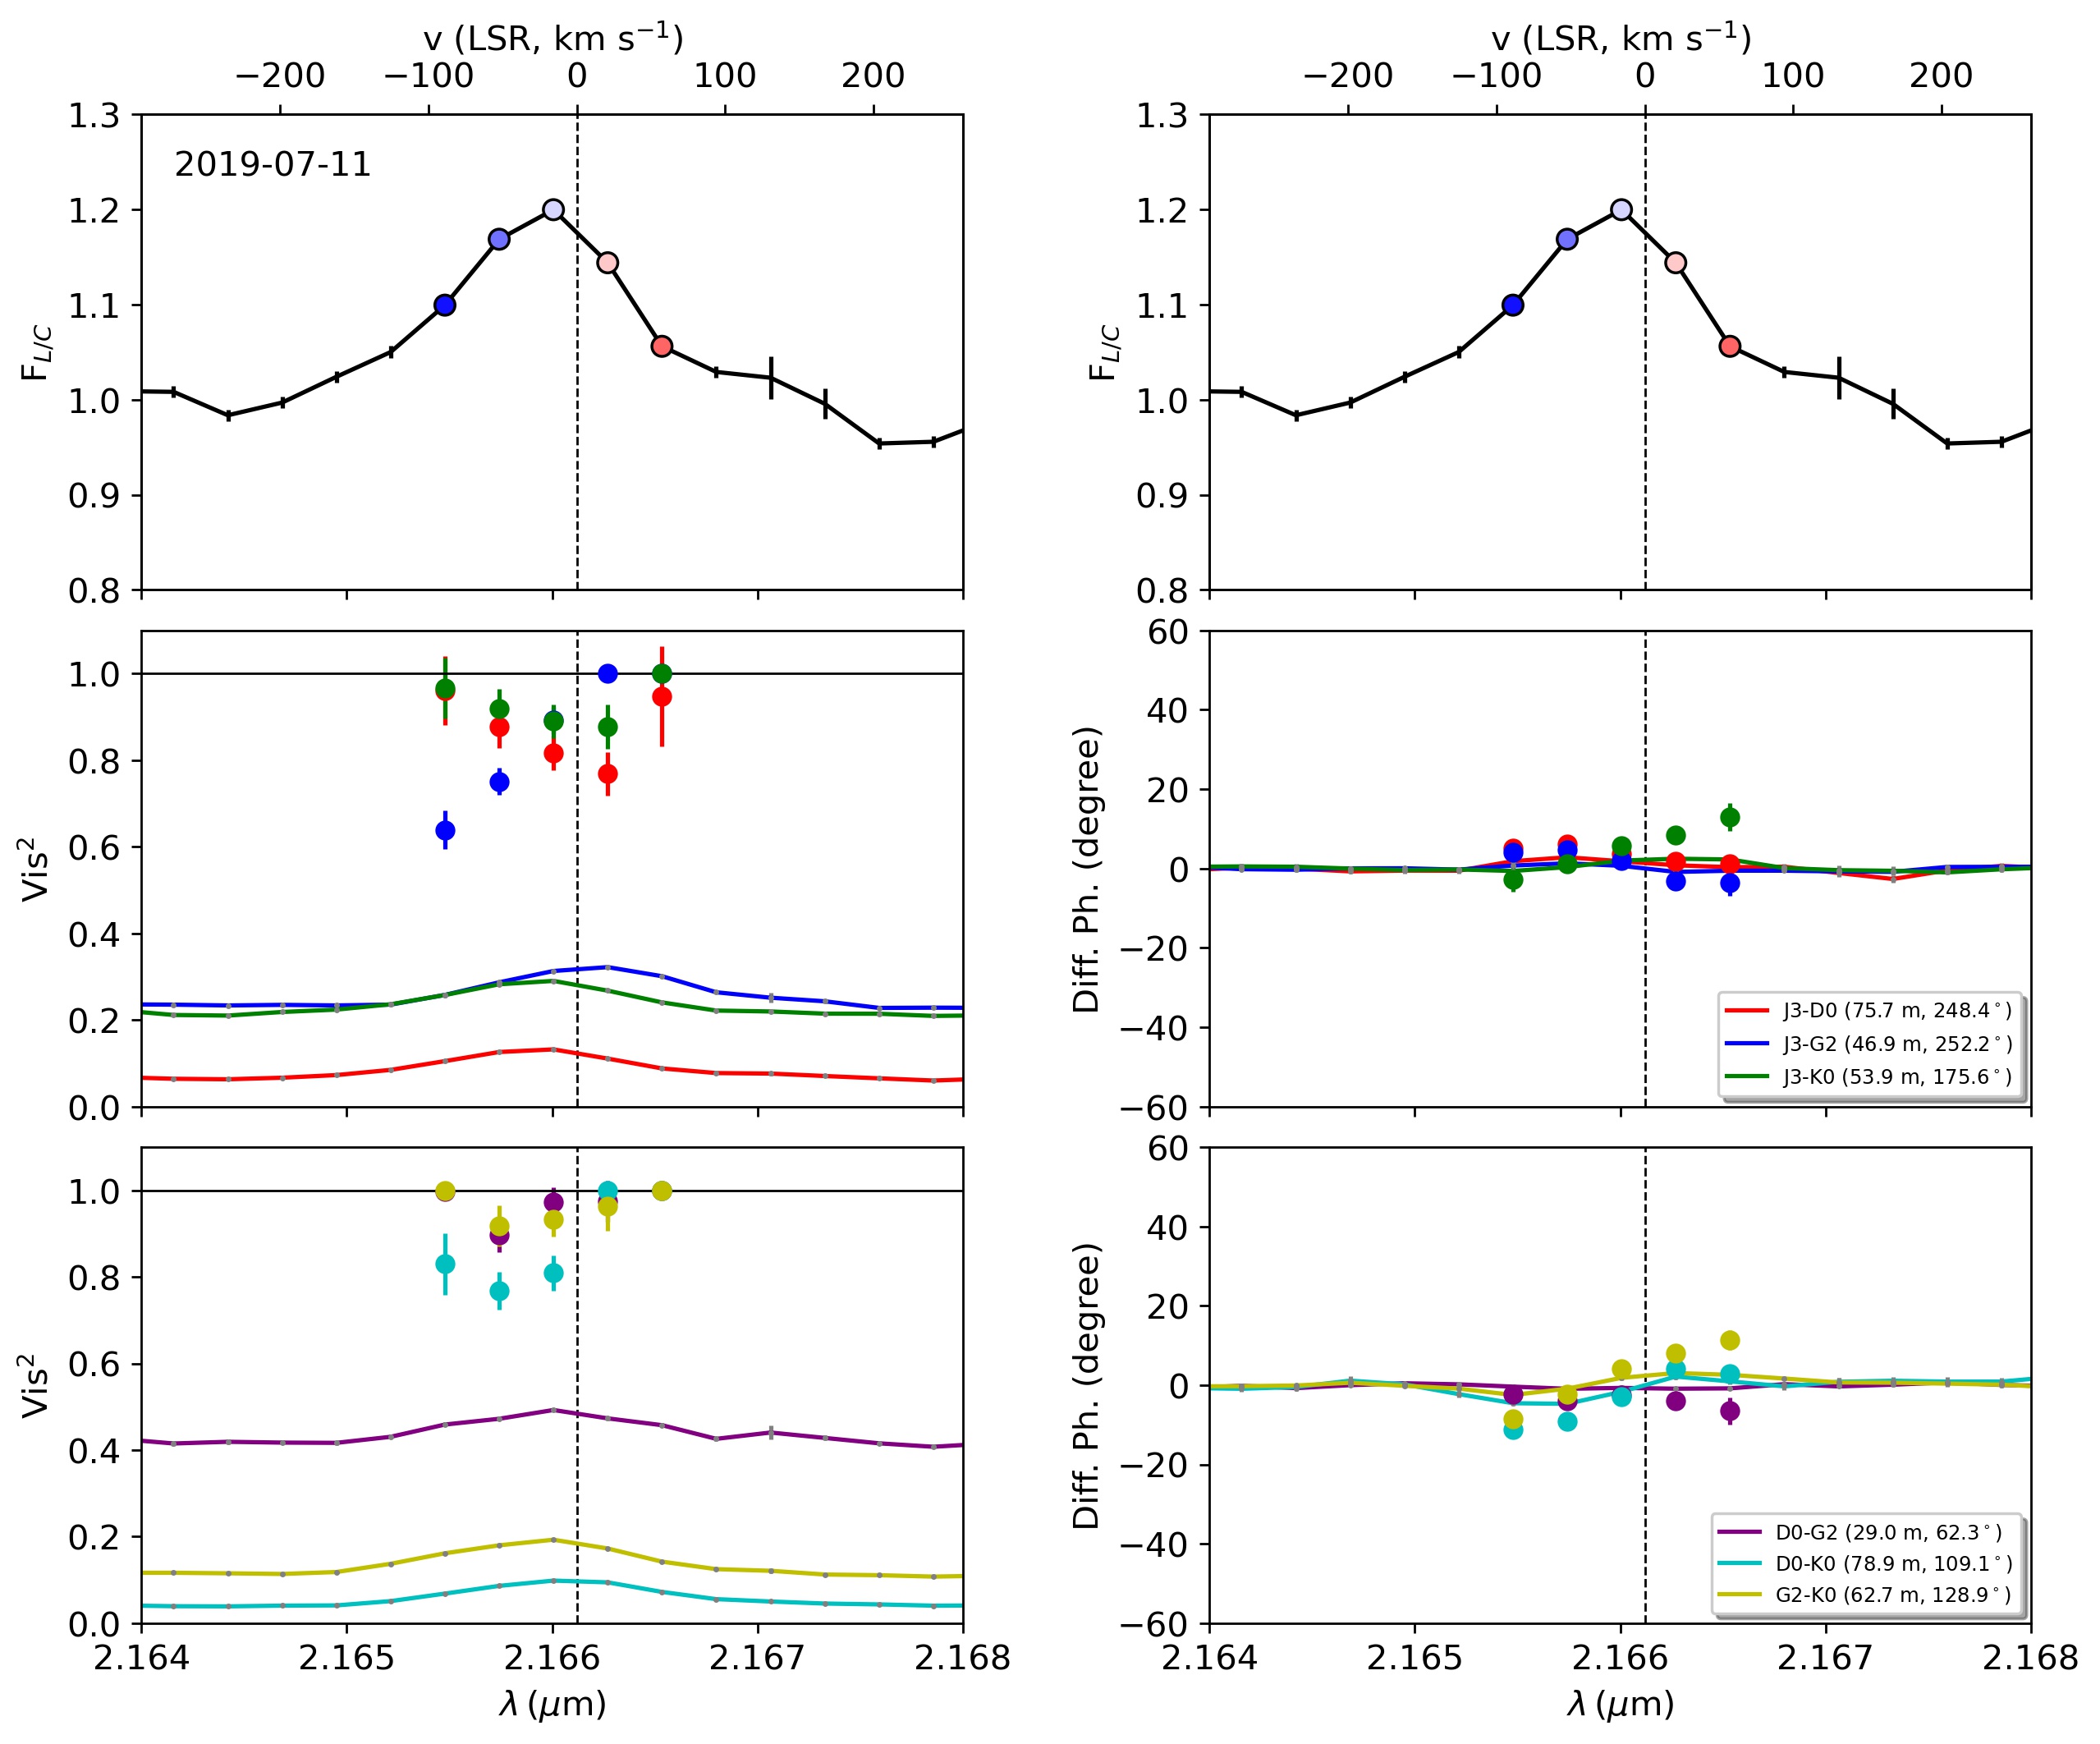 v (LSR, km s⁻¹)
−200 −100 0 100 200
1.3
1.2
1.1
1.0
0.9
0.8
F_{L/C}
2019-07-11
v (LSR, km s⁻¹)
−200 −100 0 100 200
1.3
1.2
1.1
1.0
0.9
0.8
F_{L/C}
1.0
0.8
0.6
0.4
0.2
0.0
Vis²
60
40
20
0
−20
−40
−60
Diff. Ph. (degree)
J3-D0 (75.7 m, 248.4°)
J3-G2 (46.9 m, 252.2°)
J3-K0 (53.9 m, 175.6°)
1.0
0.8
0.6
0.4
0.2
0.0
Vis²
2.164 2.165 2.166 2.167 2.168
λ (μm)
60
40
20
0
−20
−40
−60
Diff. Ph. (degree)
D0-G2 (29.0 m, 62.3°)
D0-K0 (78.9 m, 109.1°)
G2-K0 (62.7 m, 128.9°)
2.164 2.165 2.166 2.167 2.168
λ (μm)